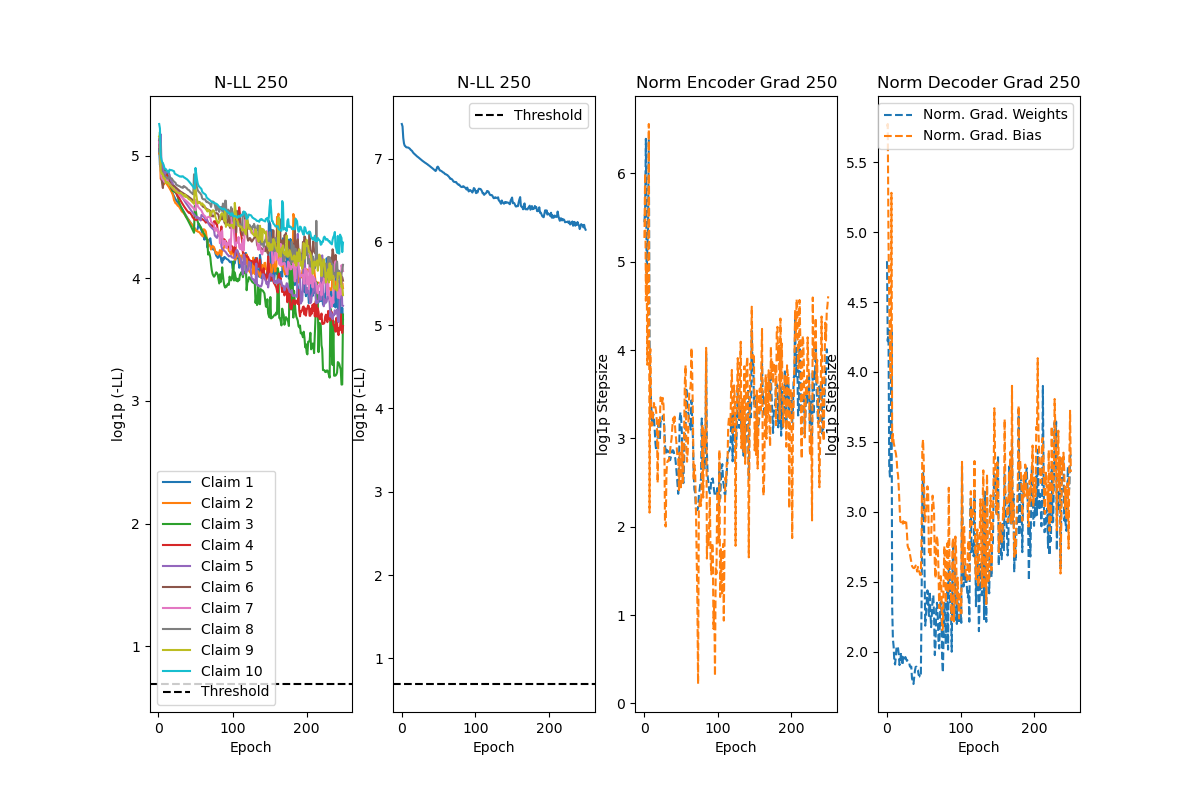 N-LL 250
N-LL 250
Norm Encoder Grad 250
Norm Decoder Grad 250
log1p (-LL)
5
4
3
2
1
Claim 1
Claim 2
Claim 3
Claim 4
Claim 5
Claim 6
Claim 7
Claim 8
Claim 9
Claim 10
Threshold
0
100
200
Epoch
log1p (-LL)
7
6
5
4
3
2
1
Threshold
0
100
200
Epoch
log1p Stepsize
6
5
4
3
2
1
0
0
100
200
Epoch
log1p Stepsize
5.5
5.0
4.5
4.0
3.5
3.0
2.5
2.0
Norm. Grad. Weights
Norm. Grad. Bias
0
100
200
Epoch